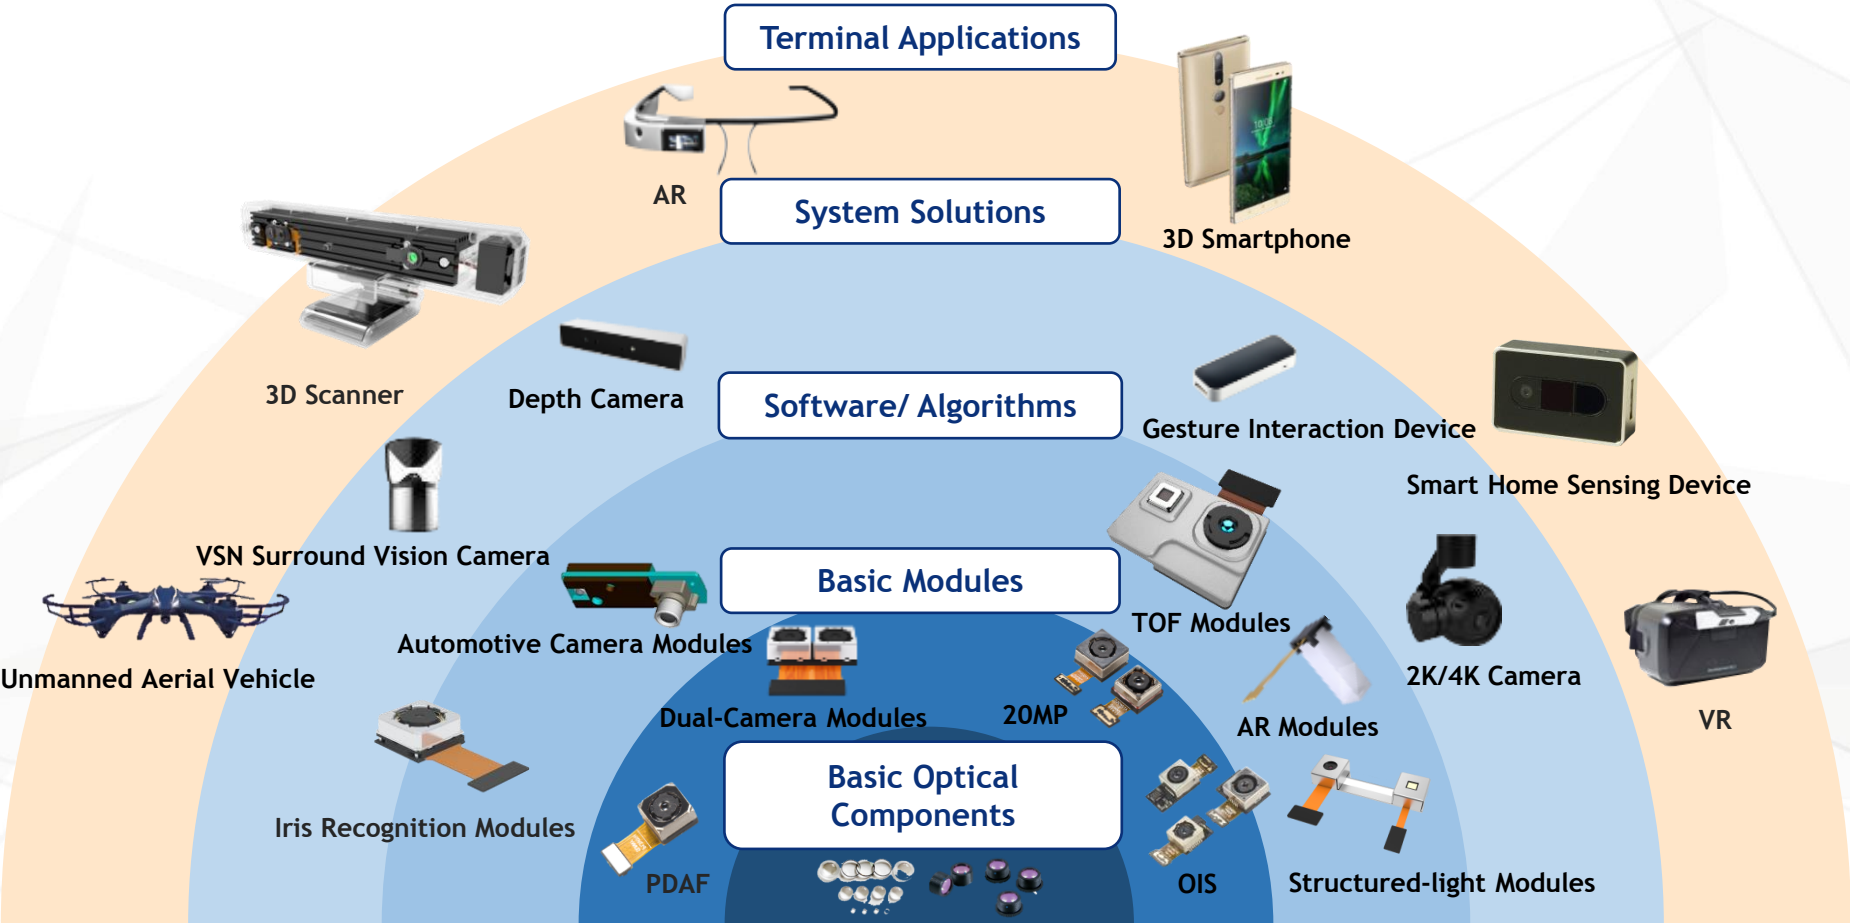 Terminal Applications
AR
System Solutions
3D Smartphone
3D Scanner
Depth Camera
Software/ Algorithms
Gesture Interaction Device
Smart Home Sensing Device
VSN Surround Vision Camera
Basic Modules
TOF Modules
Automotive Camera Modules
Unmanned Aerial Vehicle
2K/4K Camera
Dual-Camera Modules
20MP
AR Modules
VR
Basic Optical
Components
Iris Recognition Modules
PDAF
OIS
Structured-light Modules